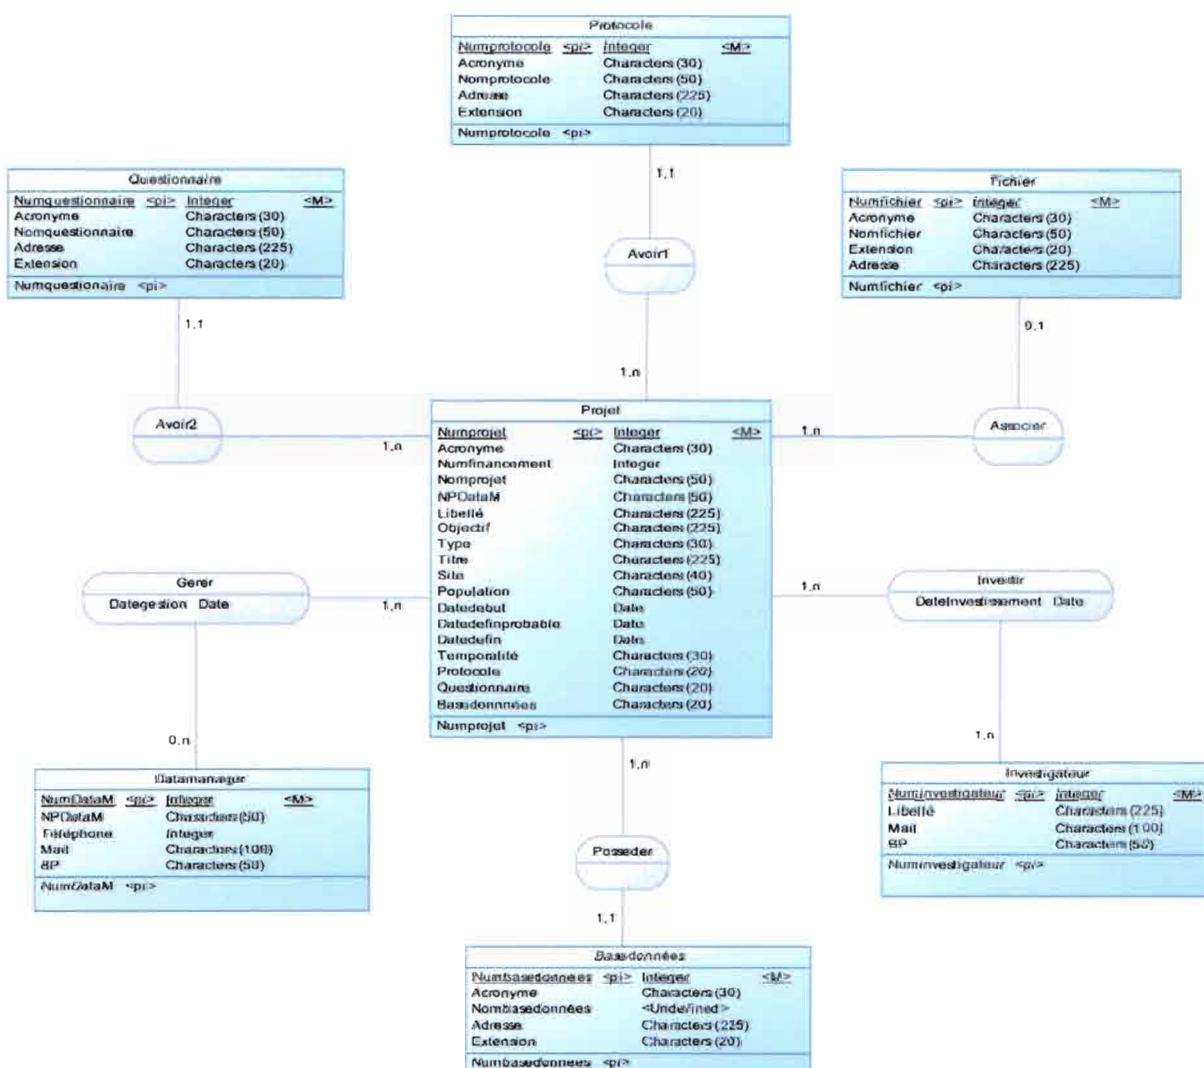 Protocole
Numprotocole <pi> Integer <M>
Acronyme Characters (30)
Nomprotocole Characters (50)
Adresse Characters (225)
Extension Characters (20)
Numprotocole <pi>
1,1
Avoir1
1,n
Questionnaire
Numquestionnaire <pi> Integer <M>
Acronyme Characters (30)
Nomquestionnaire Characters (50)
Adresse Characters (225)
Extension Characters (20)
Numquestionaire <pi>
1,1
Avoir2
1,n
Fichier
Numfichier <pi> Integer <M>
Acronyme Characters (30)
Nomfichier Characters (50)
Extension Characters (20)
Adresse Characters (225)
Numfichier <pi>
0,1
Associer
1,n
Projet
Numprojet <pi> Integer <M>
Acronyme Characters (30)
Numfinancement Integer
Nomprojet Characters (50)
NPDataM Characters (50)
Libellé Characters (225)
Objectif Characters (225)
Type Characters (30)
Titre Characters (225)
Site Characters (40)
Population Characters (50)
Datedebut Date
Datedefinprobable Date
Datedefin Date
Temporalité Characters (30)
Protocole Characters (20)
Questionnaire Characters (20)
Basedonnnées Characters (20)
Numprojet <pi>
Gerer
Dategestion Date
1,n
0,n
Investir
DateInvestissement Date
1,n
1,n
Datamanager
NumDataM <pi> Integer <M>
NPDataM Characters (50)
Téléphone Integer
Mail Characters (100)
BP Characters (50)
NumDataM <pi>
Investigateur
Numinvestigateur <pi> Integer <M>
Libellé Characters (225)
Mail Characters (100)
BP Characters (50)
Numinvestigateur <pi>
1,n
Posseder
1,1
Basedonnées
Numbasedonnees <pi> Integer <M>
Acronyme Characters (30)
Nombasedonnées <Undefined>
Adresse Characters (225)
Extension Characters (20)
Numbasedonnees <pi>